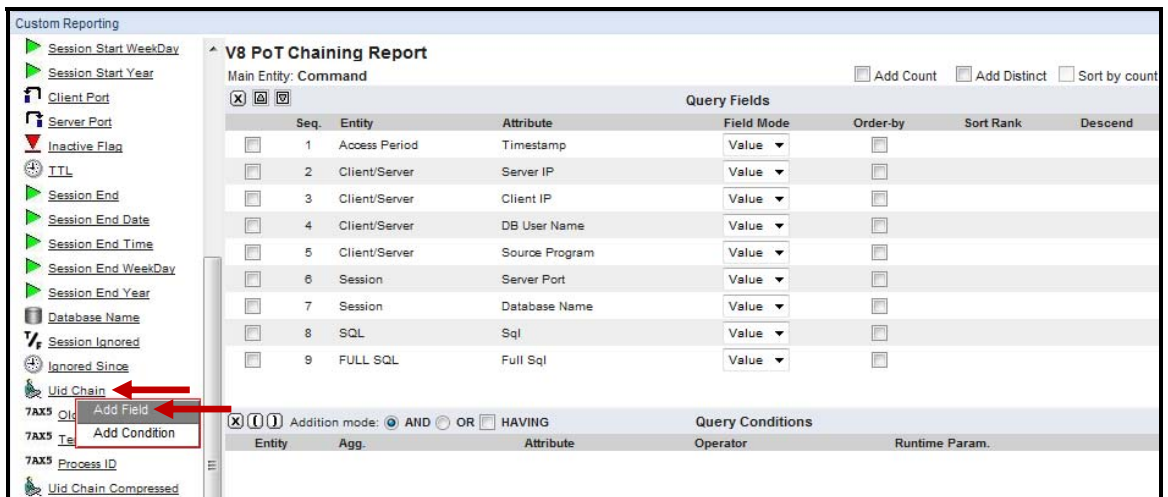 Custom Reporting
Session Start WeekDay
Session Start Year
Client Port
Server Port
Inactive Flag
TTL
Session End
Session End Date
Session End Time
Session End WeekDay
Session End Year
Database Name
T/F Session Ignored
Ignored Since
Uid Chain
7AX5 Ol
7AX5 Te
7AX5 Process ID
Uid Chain Compressed
Add Field
Add Condition
V8 PoT Chaining Report
Main Entity: Command
Add Count Add Distinct Sort by count
Query Fields
Seq. Entity Attribute Field Mode Order-by Sort Rank Descend
1 Access Period Timestamp Value
2 Client/Server Server IP Value
3 Client/Server Client IP Value
4 Client/Server DB User Name Value
5 Client/Server Source Program Value
6 Session Server Port Value
7 Session Database Name Value
8 SQL Sql Value
9 FULL SQL Full Sql Value
X ( ) Addition mode: AND OR HAVING Query Conditions
Entity Agg. Attribute Operator Runtime Param.